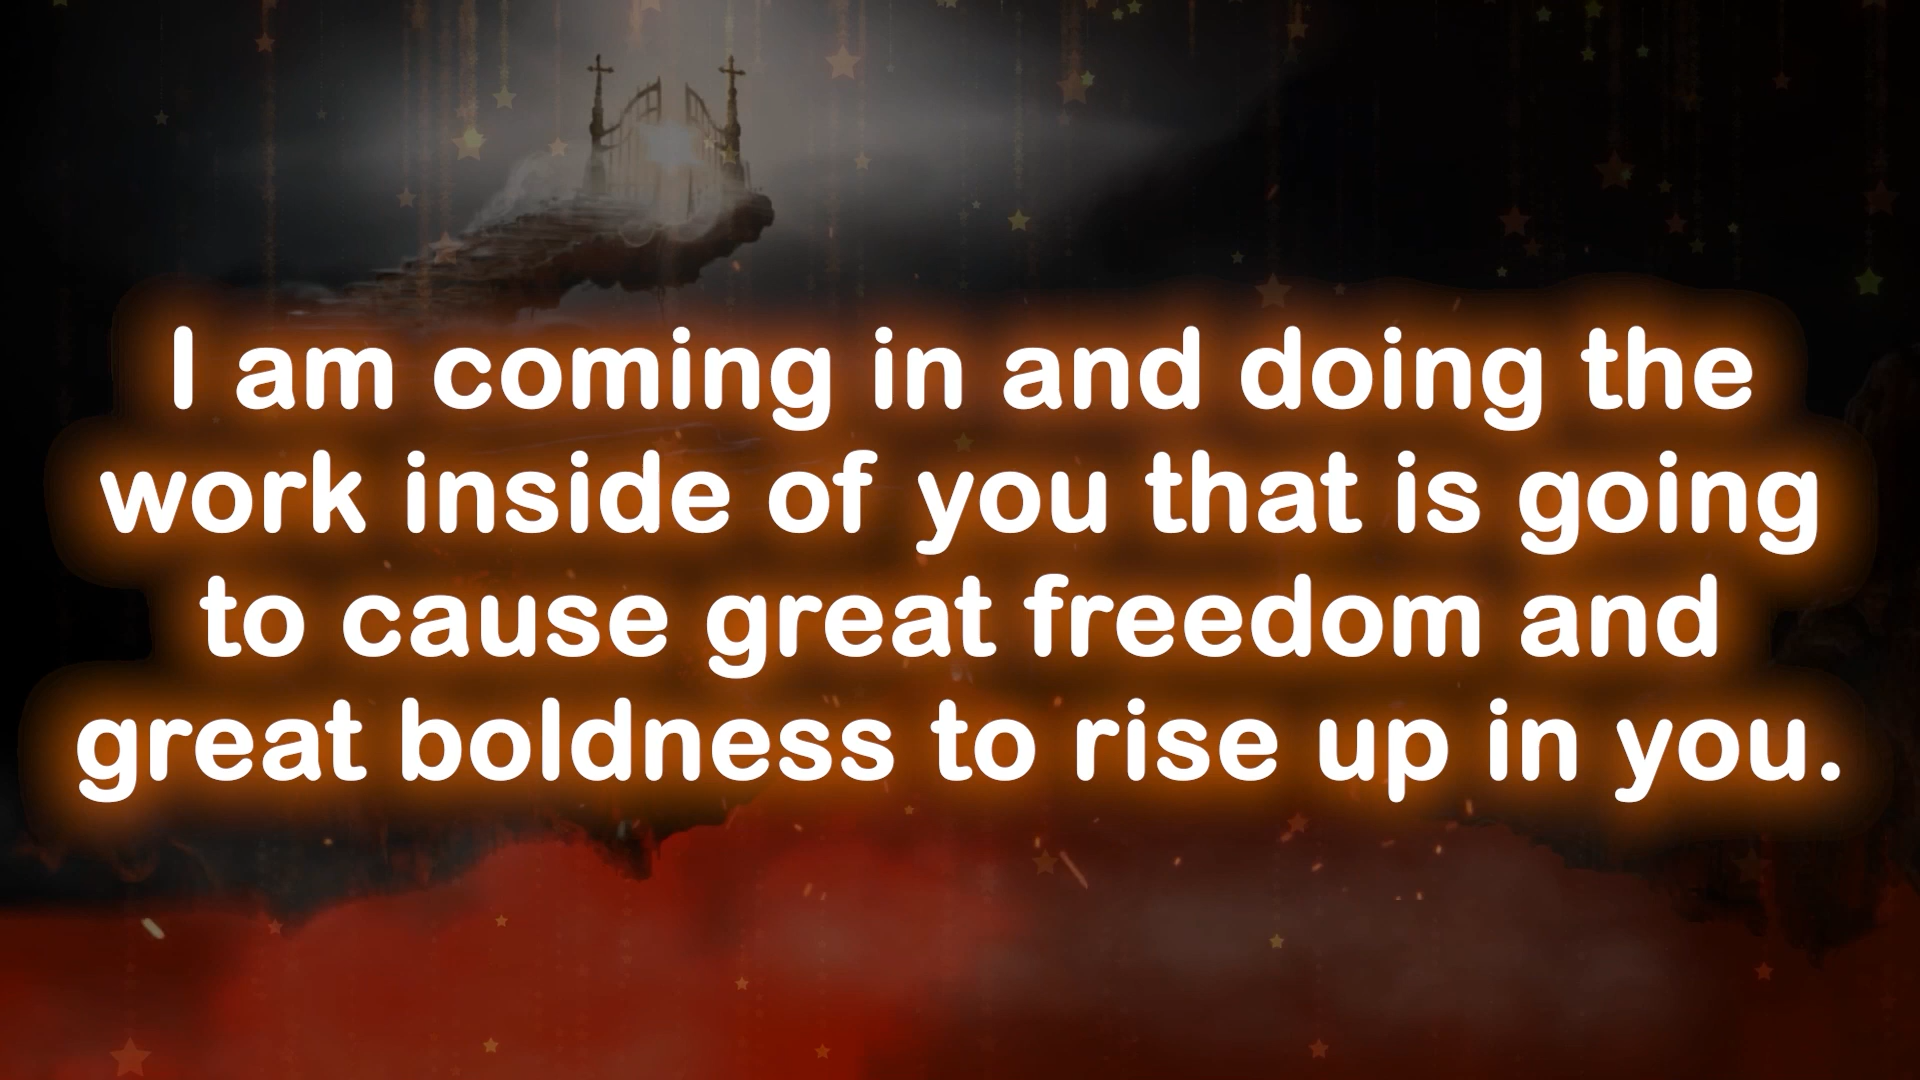 I am coming in and doing the
work inside of you that is going
to cause great freedom and
great boldness to rise up in you.